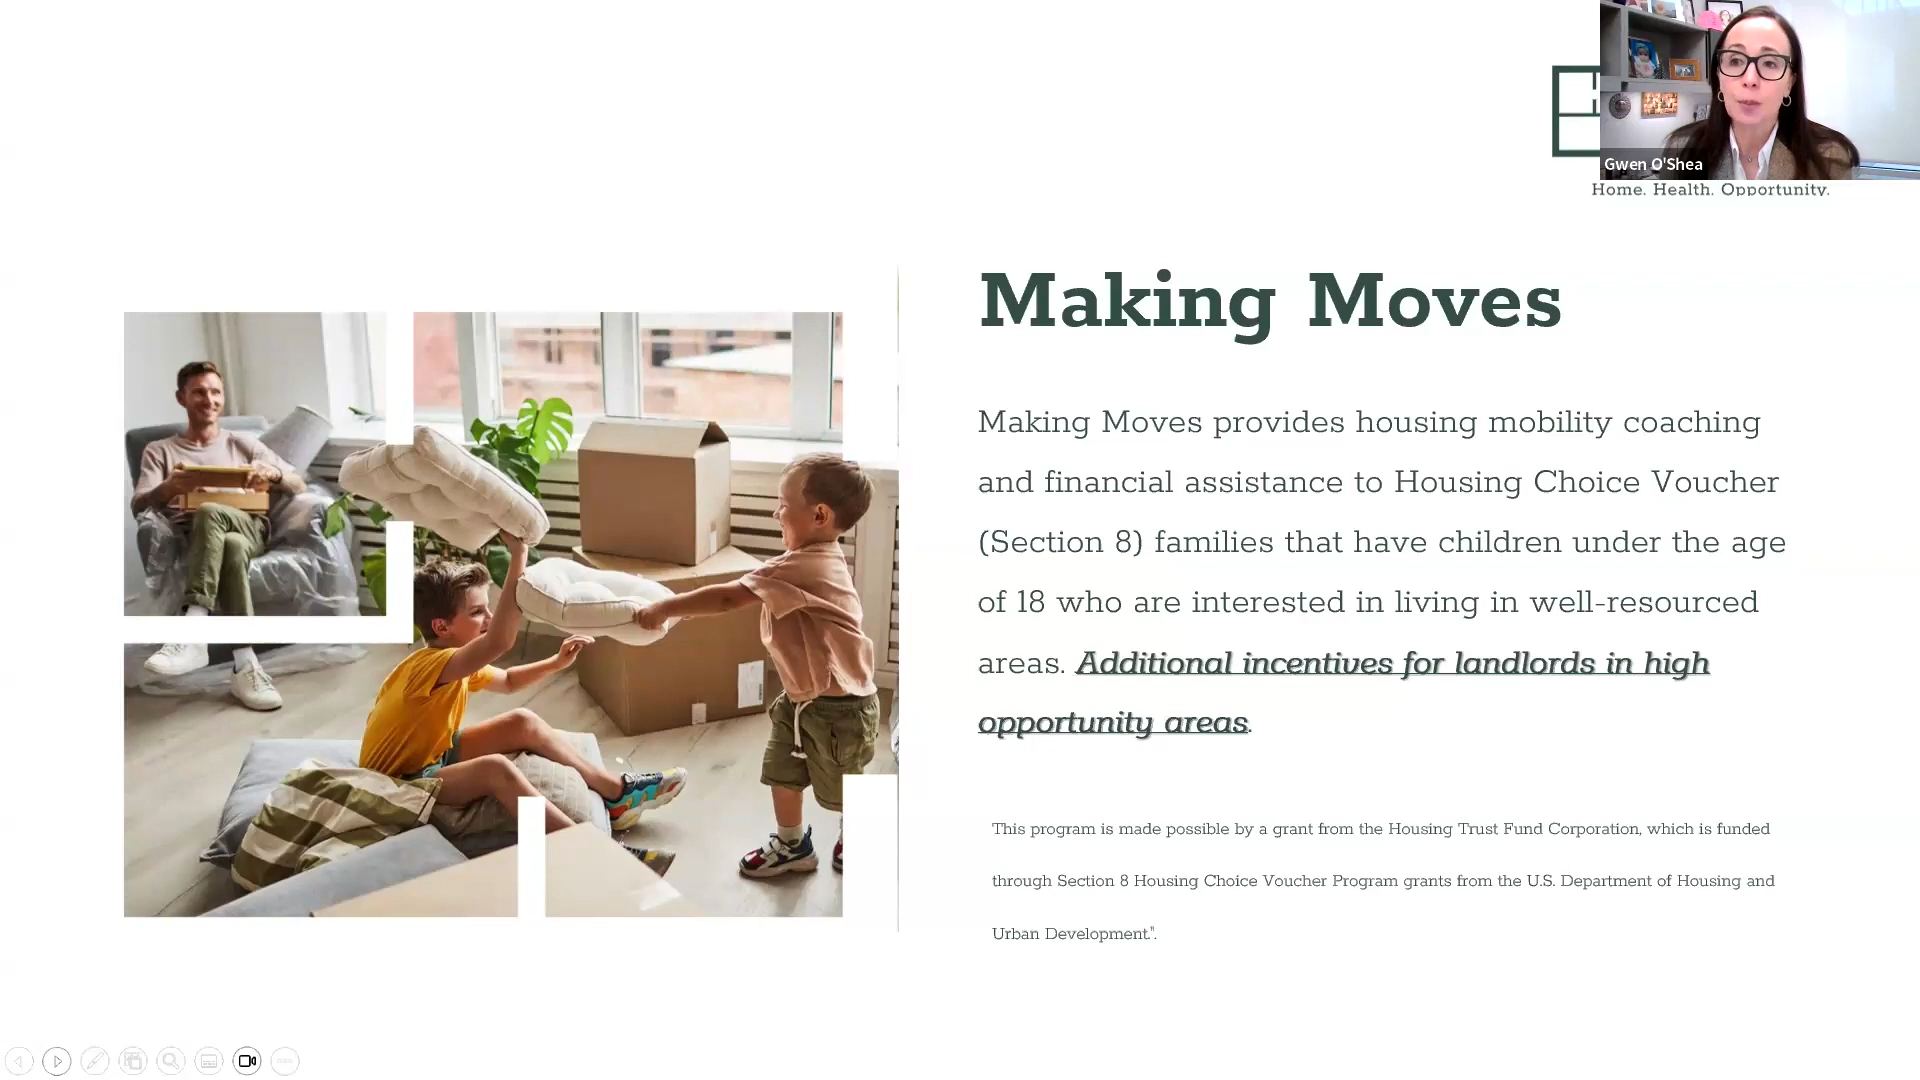 Gwen O'Shea
Home. Health. Opportunity.
Making Moves
Making Moves provides housing mobility coaching
and financial assistance to Housing Choice Voucher
(Section 8) families that have children under the age
of 18 who are interested in living in well-resourced
areas. Additional incentives for landlords in high
opportunity areas.
This program is made possible by a grant from the Housing Trust Fund Corporation, which is funded
through Section 8 Housing Choice Voucher Program grants from the U.S. Department of Housing and
Urban Development.".